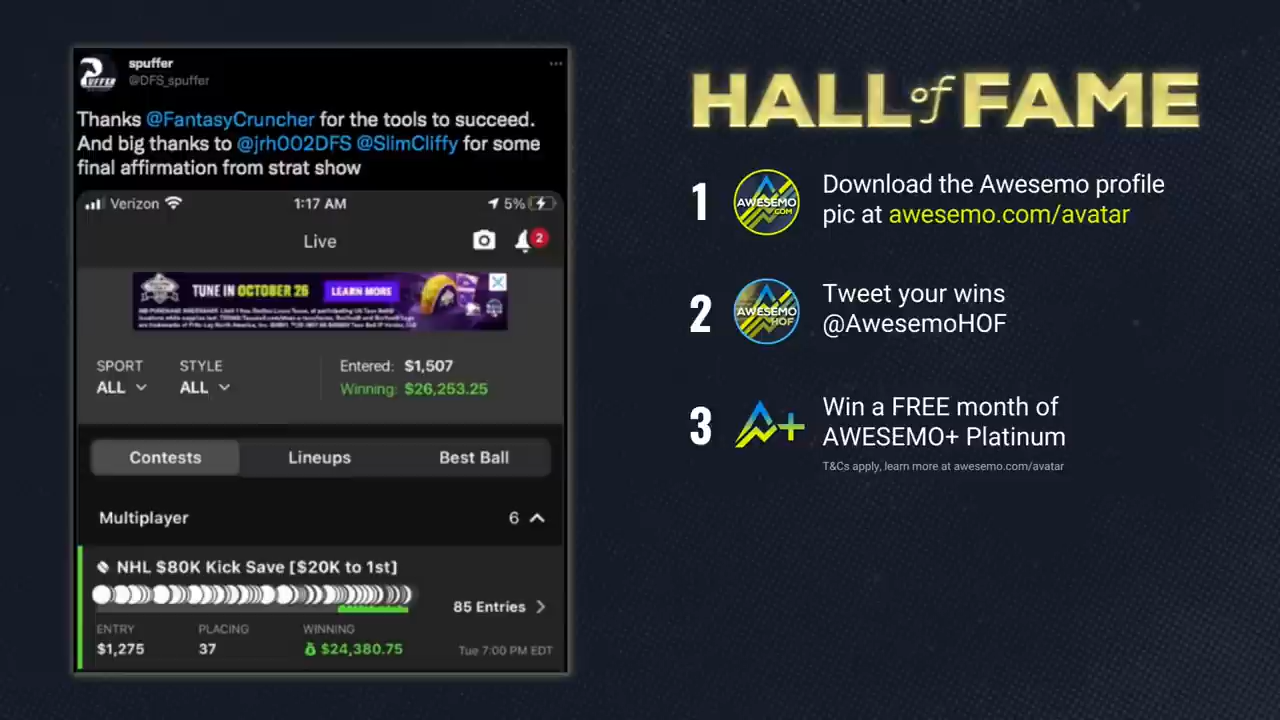 spuffer
@DFS_spuffer
Thanks @FantasyCruncher for the tools to succeed.
And big thanks to @jrh002DFS @SlimCliffy for some
final affirmation from strat show
Verizon
1:17 AM
5%
Live
2
TUNE IN OCTOBER 26
LEARN MORE
SPORT
STYLE
Entered: $1,507
ALL
ALL
Winning: $26,253.25
Contests
Lineups
Best Ball
Multiplayer
6
NHL $80K Kick Save [$20K to 1st]
85 Entries
ENTRY
PLACING
WINNING
$1,275
37
$24,380.75
Tue 7:00 PM EDT
HALL of FAME
1
AWESEMO
.COM
Download the Awesemo profile
pic at awesemo.com/avatar
2
AWESEMO
HOF
Tweet your wins
@AwesemoHOF
3
A+
Win a FREE month of
AWESEMO+ Platinum
T&Cs apply, learn more at awesemo.com/avatar